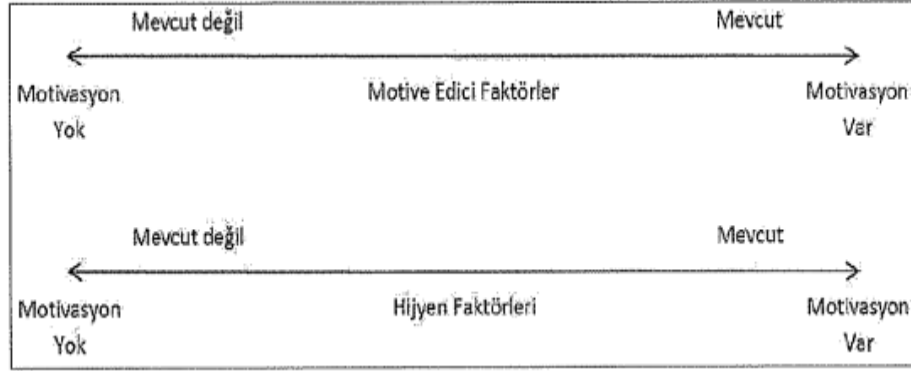 Mevcut değil Mevcut
Motivasyon Yok Motive Edici Faktörler Motivasyon Var
Mevcut değil Mevcut
Motivasyon Yok Hijyen Faktörleri Motivasyon Var